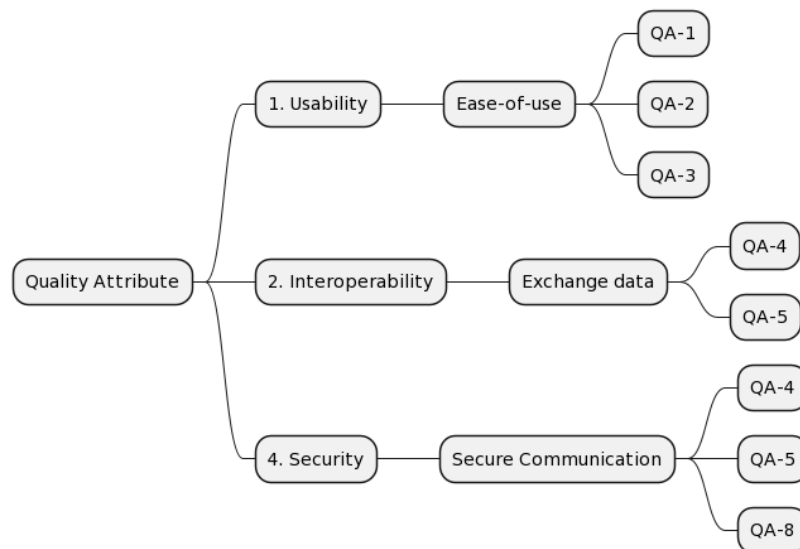 Quality Attribute
1. Usability
Ease-of-use
QA-1
QA-2
QA-3
2. Interoperability
Exchange data
QA-4
QA-5
4. Security
Secure Communication
QA-4
QA-5
QA-8